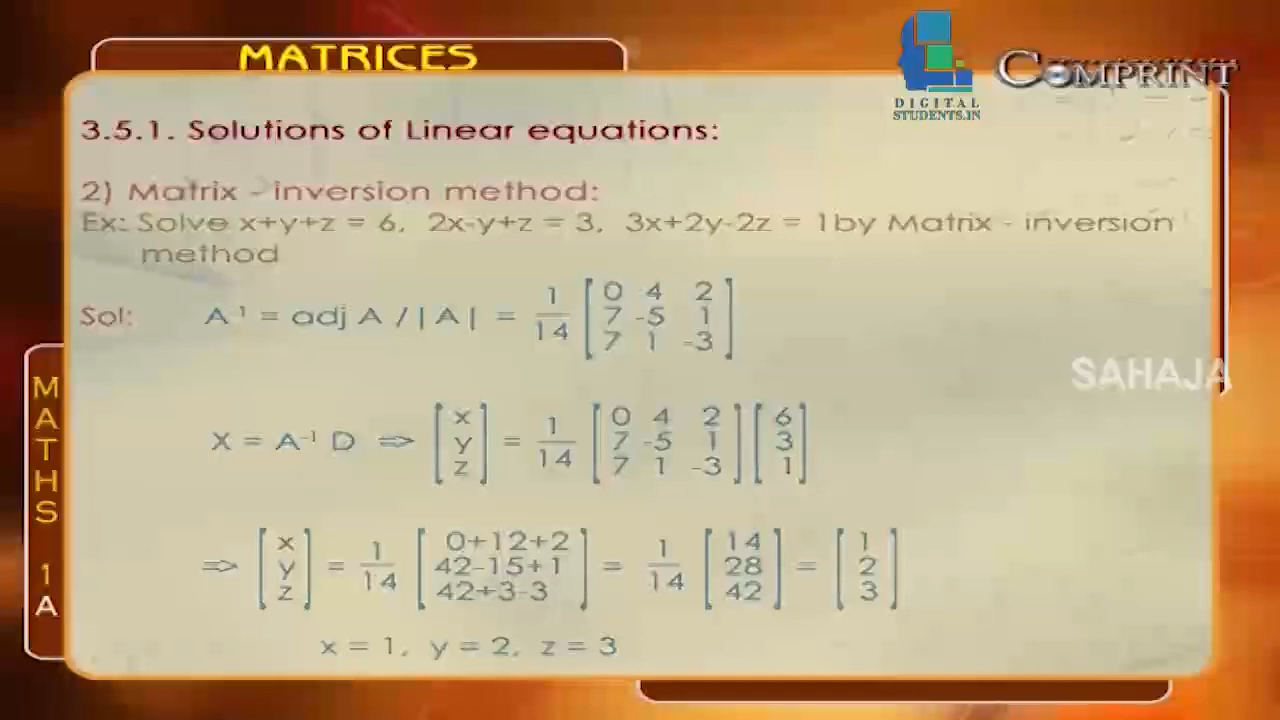 MATRICES
DIGITAL
STUDENTS.IN
COMPRINT
3.5.1. Solutions of Linear equations:
2) Matrix - inversion method:
Ex: Solve x+y+z = 6, 2x-y+z = 3, 3x+2y-2z = 1by Matrix - inversion
method
Sol: A⁻¹ = adj A / |A| = 1/14 [0 4 2; 7 -5 1; 7 1 -3]
SAHAJA
X = A⁻¹ D ⇒ [x; y; z] = 1/14 [0 4 2; 7 -5 1; 7 1 -3] [6; 3; 1]
⇒ [x; y; z] = 1/14 [0+12+2; 42-15+1; 42+3-3] = 1/14 [14; 28; 42] = [1; 2; 3]
x = 1, y = 2, z = 3
MATHS 1A